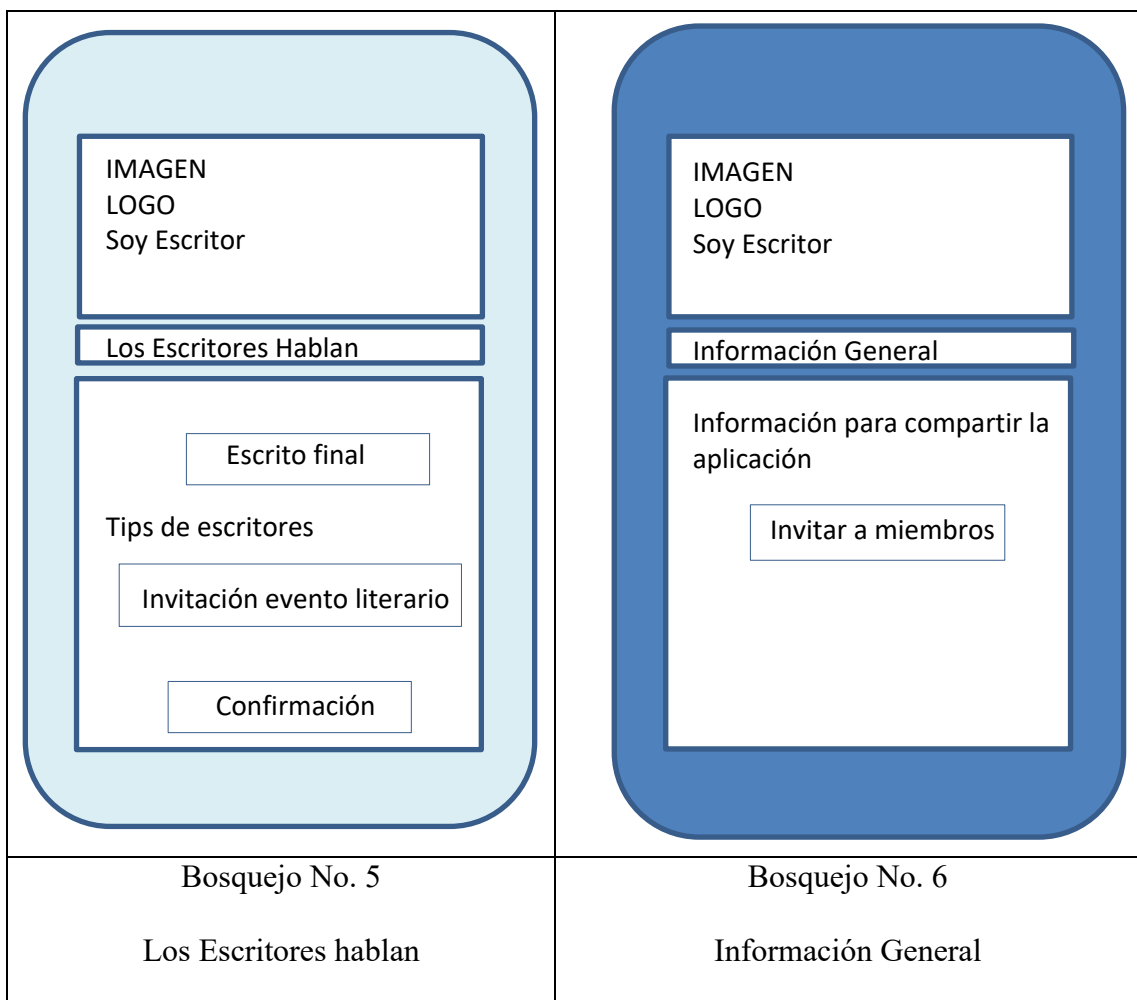 IMAGEN
LOGO
Soy Escritor
Los Escritores Hablan
Escrito final
Tips de escritores
Invitación evento literario
Confirmación
IMAGEN
LOGO
Soy Escritor
Información General
Información para compartir la
aplicación
Invitar a miembros
Bosquejo No. 5
Los Escritores hablan
Bosquejo No. 6
Información General